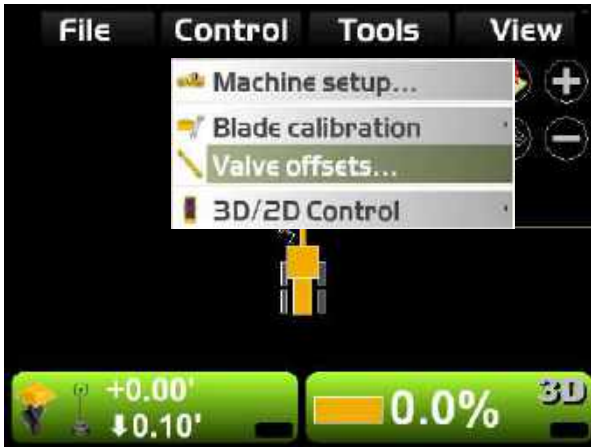 File Control Tools View
Machine setup...
Blade calibration
Valve offsets...
3D/2D Control
+0.00'
⬇0.10'
0.0%
3D